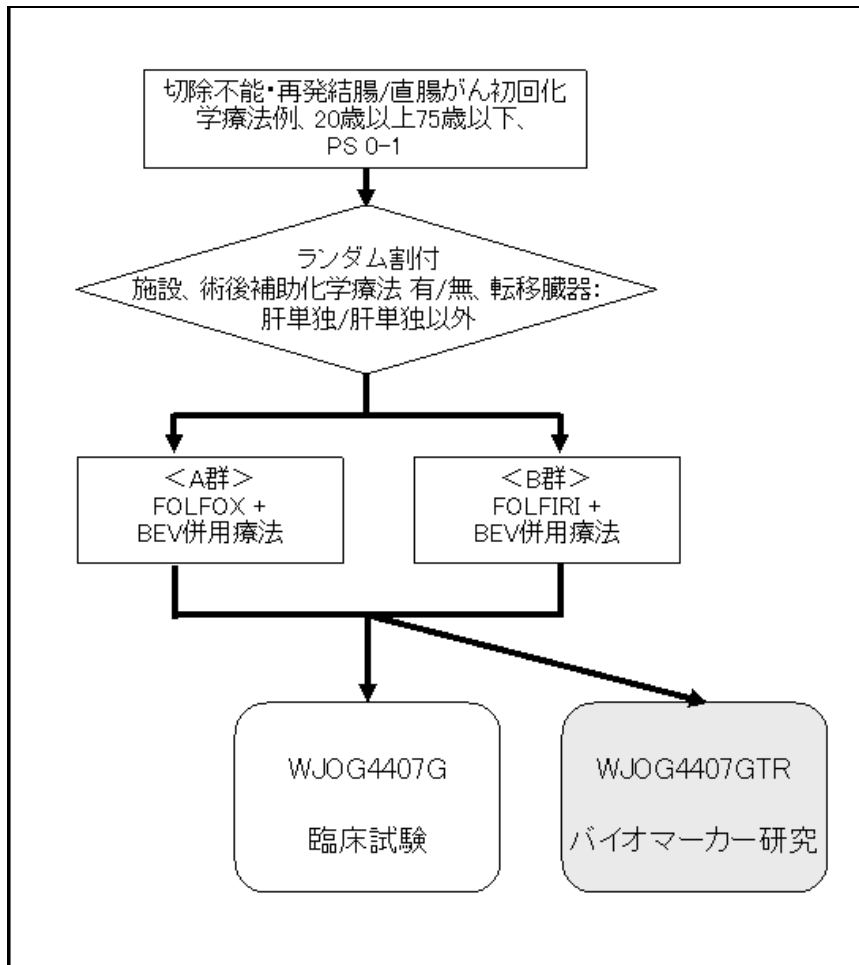 切除不能・再発結腸/直腸がん初回化
学療法例、20歳以上75歳以下、
PS 0-1
ランダム割付
施設、術後補助化学療法 有/無、転移臓器:
肝単独/肝単独以外
<A群>
FOLFOX +
BEV併用療法
<B群>
FOLFIRI +
BEV併用療法
WJOG4407G
臨床試験
WJOG4407GTR
バイオマーカー研究